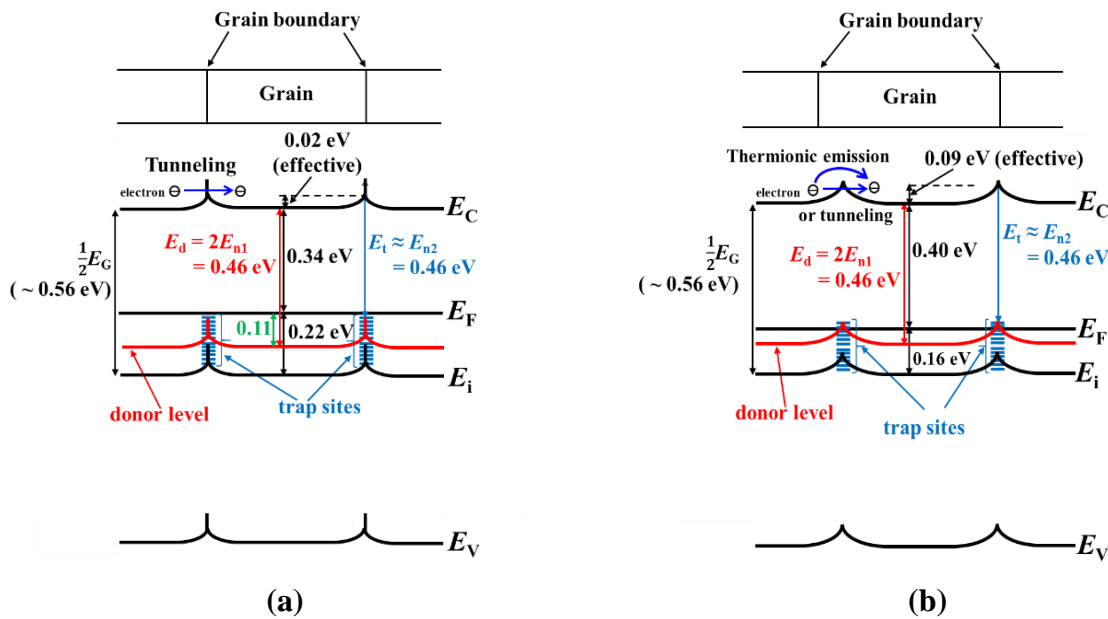 Grain boundary
Grain
0.02 eV
(effective)
Tunneling
electron ⊖ ⊖
E_C
½E_G
( ~ 0.56 eV)
E_d = 2E_n1
= 0.46 eV
0.34 eV
E_t ≈ E_n2
= 0.46 eV
E_F
0.11
0.22 eV
E_i
donor level
trap sites
E_V
(a)
Grain boundary
Grain
Thermionic emission
0.09 eV (effective)
electron ⊖ ⊖
or tunneling
E_C
½E_G
( ~ 0.56 eV)
E_d = 2E_n1
= 0.46 eV
0.40 eV
E_t ≈ E_n2
= 0.46 eV
E_F
0.16 eV
E_i
donor level
trap sites
E_V
(b)